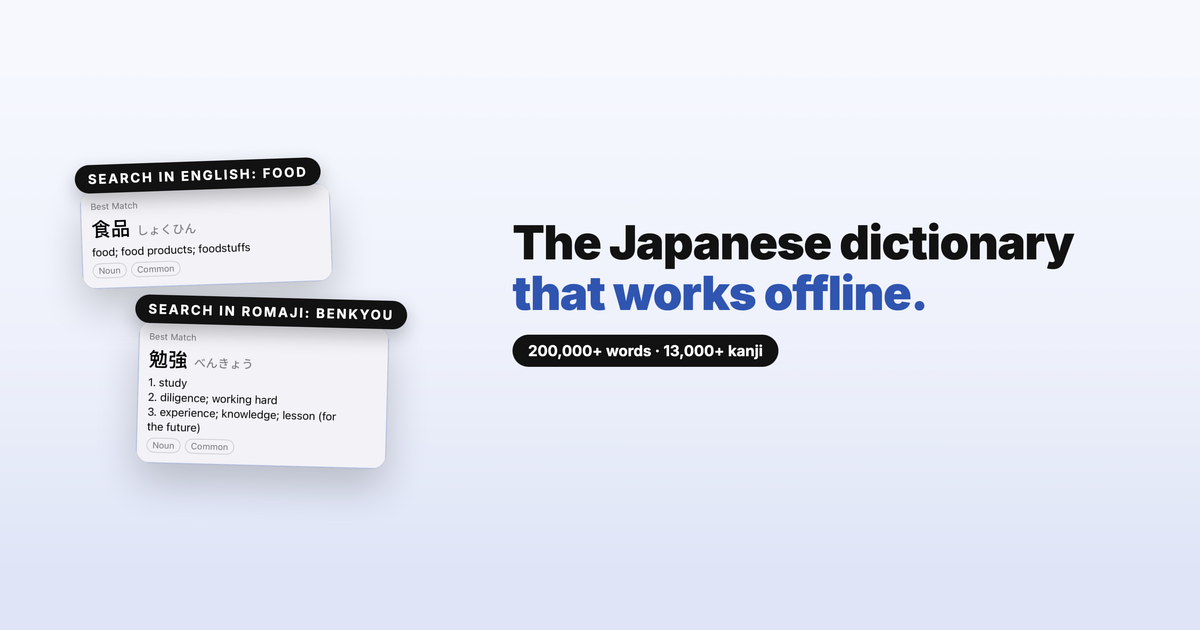 SEARCH IN ENGLISH: FOOD
Best Match
食品 しょくひん
food; food products; foodstuffs
Noun Common
SEARCH IN ROMAJI: BENKYOU
Best Match
勉強 べんきょう
1. study
2. diligence; working hard
3. experience; knowledge; lesson (for
the future)
Noun Common
The Japanese dictionary
that works offline.
200,000+ words · 13,000+ kanji